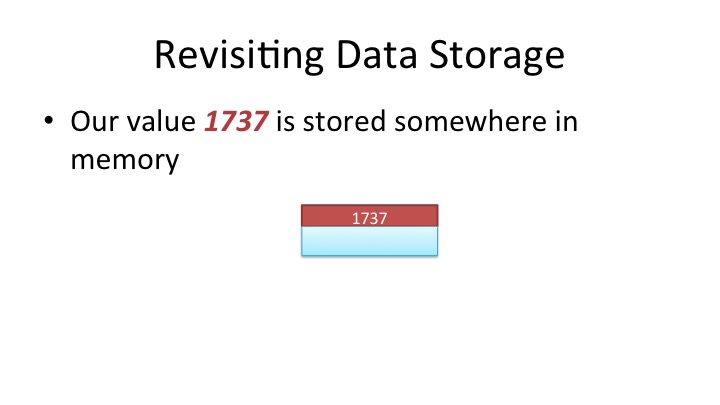 Revisiting Data Storage
• Our value 1737 is stored somewhere in
memory
1737